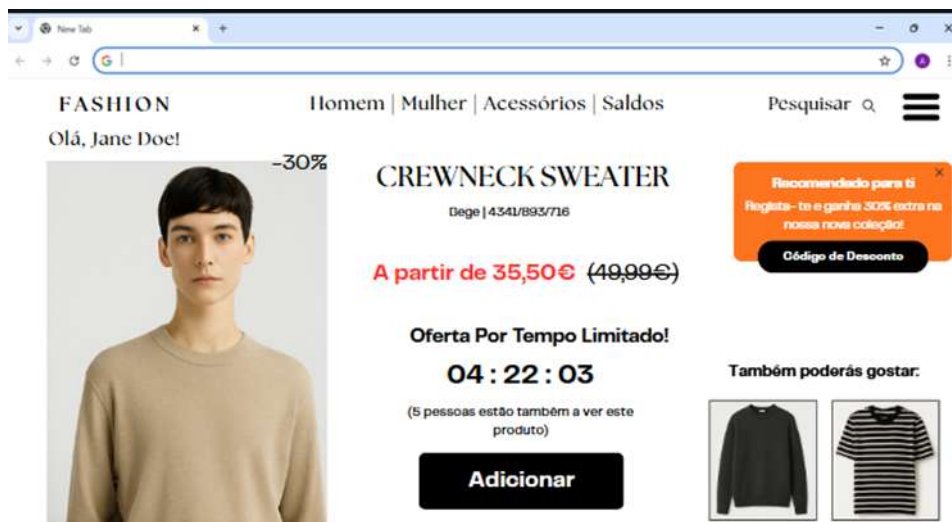 New Tab
FASHION
Homem | Mulher | Acessórios | Saldos
Pesquisar
Olá, Jane Doe!
-30%
CREWNECK SWEATER
Bege | 4341/893/716
A partir de 35,50€ (49,99€)
Oferta Por Tempo Limitado!
04 : 22 : 03
(5 pessoas estão também a ver este
produto)
Adicionar
Recomendado para ti
Regista- te e ganha 30% extra na
nossa nova coleção!
Código de Desconto
Também poderás gostar: